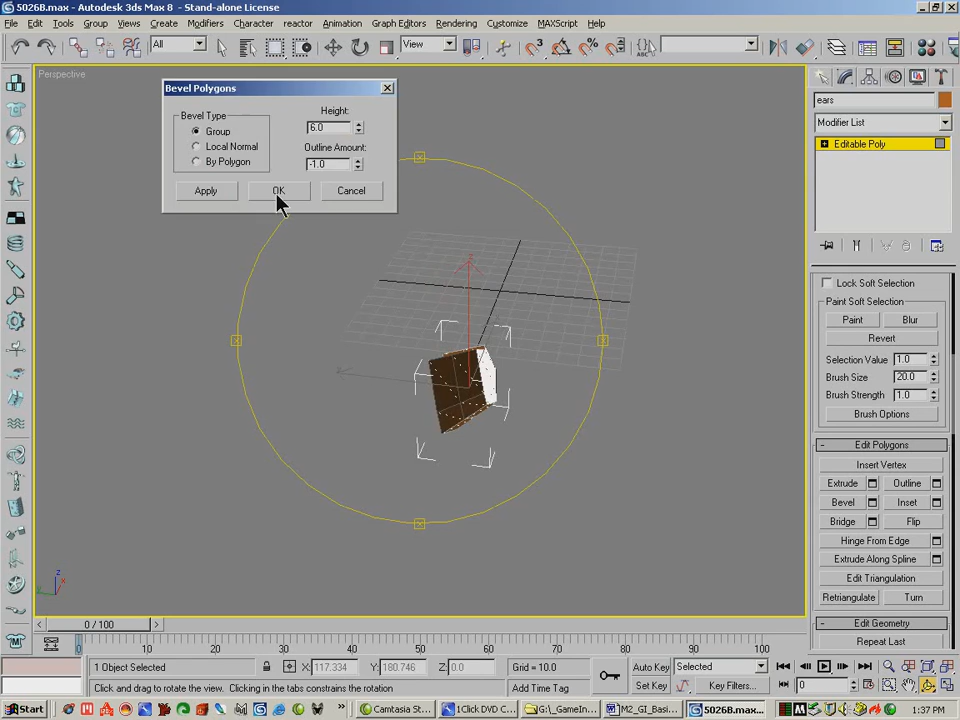 5026B.max - Autodesk 3ds Max 8 - Stand-alone License
File Edit Tools Group Views Create Modifiers Character reactor Animation Graph Editors Rendering Customize MAXScript Help
All
View
Perspective
Bevel Polygons
Bevel Type
Group
Local Normal
By Polygon
Height:
6.0
Outline Amount:
-1.0
Apply OK Cancel
ears
Modifier List
Editable Poly
Lock Soft Selection
Paint Soft Selection
Paint Blur
Revert
Selection Value 1.0
Brush Size 20.0
Brush Strength 1.0
Brush Options
Edit Polygons
Insert Vertex
Extrude Outline
Bevel Inset
Bridge Flip
Hinge From Edge
Extrude Along Spline
Edit Triangulation
Retriangulate Turn
Edit Geometry
Repeat Last
z
x
0 / 100
10 20 30 40 50 60 70 80 90 100
1 Object Selected X: 117.334 Y: 180.746 Z: 0.0 Grid = 10.0 Auto Key Selected
Click and drag to rotate the view. Clicking in the tabs constrains the rotation Add Time Tag Set Key Key Filters... 0
Start Camtasia St... 1Click DVD C... G:\_GameIn... M2_GI_Basic... 5026B.max... 1:37 PM